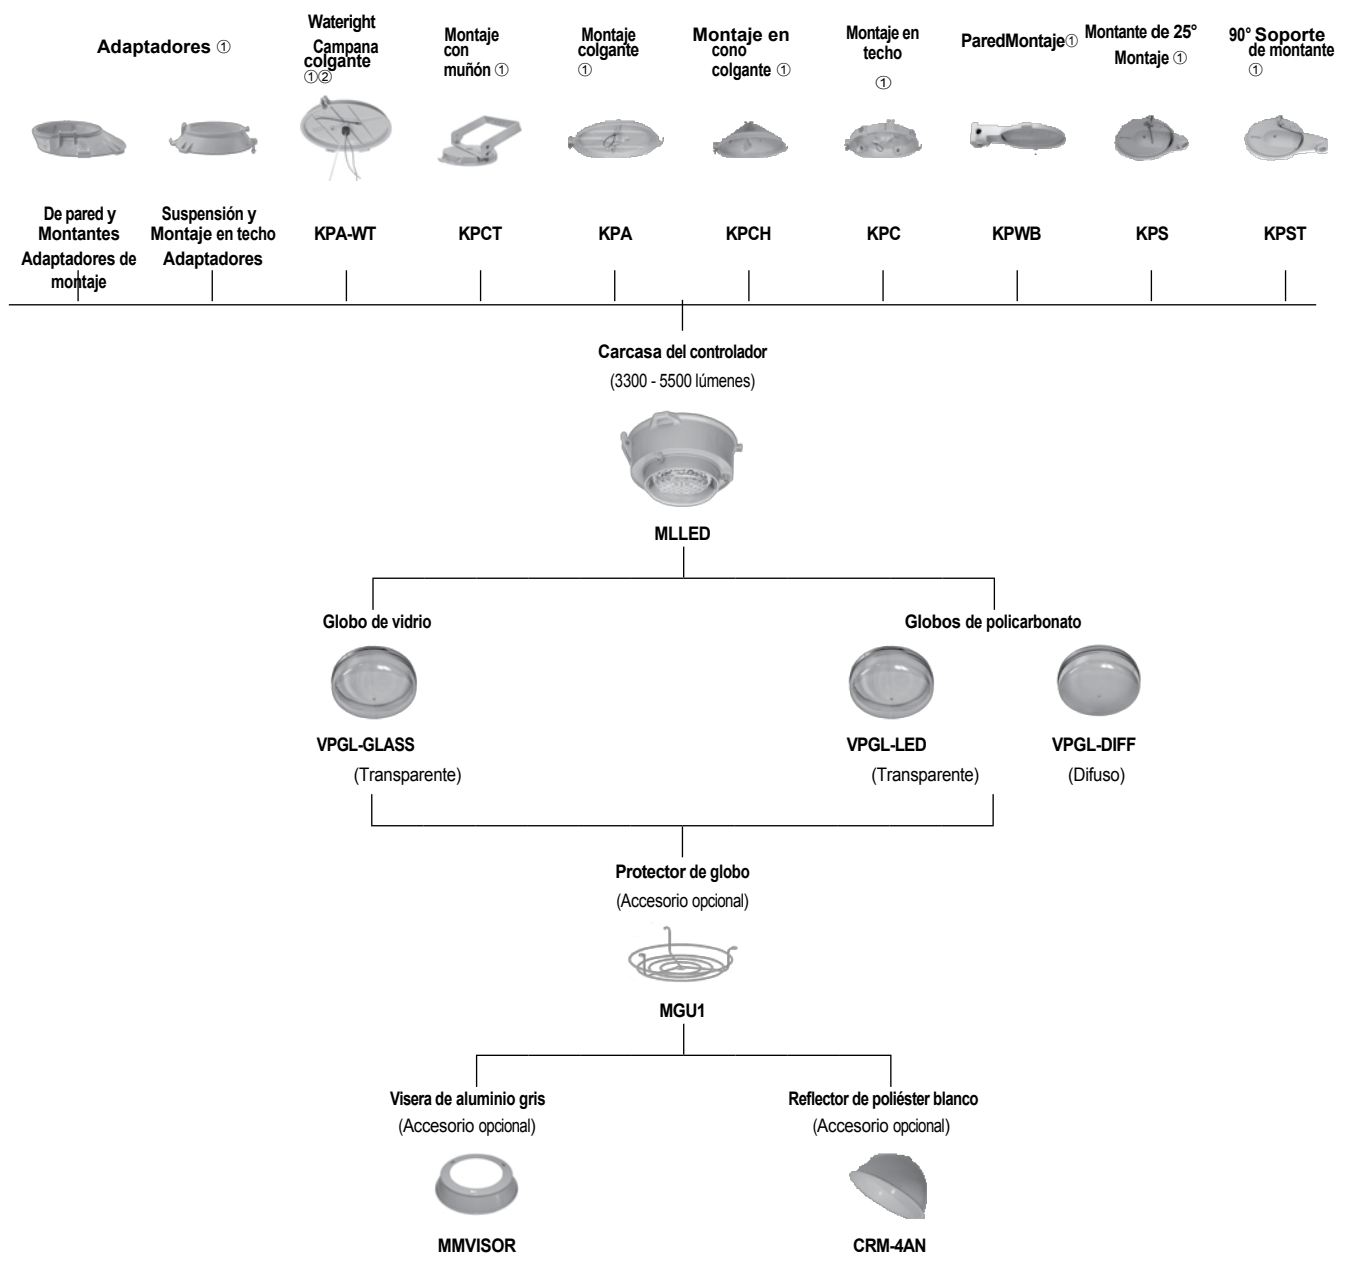 Adaptadores ①
Wateright
Campana
colgante
①②
Montaje
con
muñón ①
Montaje
colgante
①
Montaje en
cono
colgante ①
Montaje en
techo
①
ParedMontaje①
Montante de 25°
Montaje ①
90° Soporte
de montante
①
De pared y
Montantes
Adaptadores de
montaje
Suspensión y
Montaje en techo
Adaptadores
KPA-WT
KPCT
KPA
KPCH
KPC
KPWB
KPS
KPST
Carcasa del controlador
(3300 - 5500 lúmenes)
MLLED
Globo de vidrio
Globos de policarbonato
VPGL-GLASS
(Transparente)
VPGL-LED
(Transparente)
VPGL-DIFF
(Difuso)
Protector de globo
(Accesorio opcional)
MGU1
Visera de aluminio gris
(Accesorio opcional)
Reflector de poliéster blanco
(Accesorio opcional)
MMVISOR
CRM-4AN